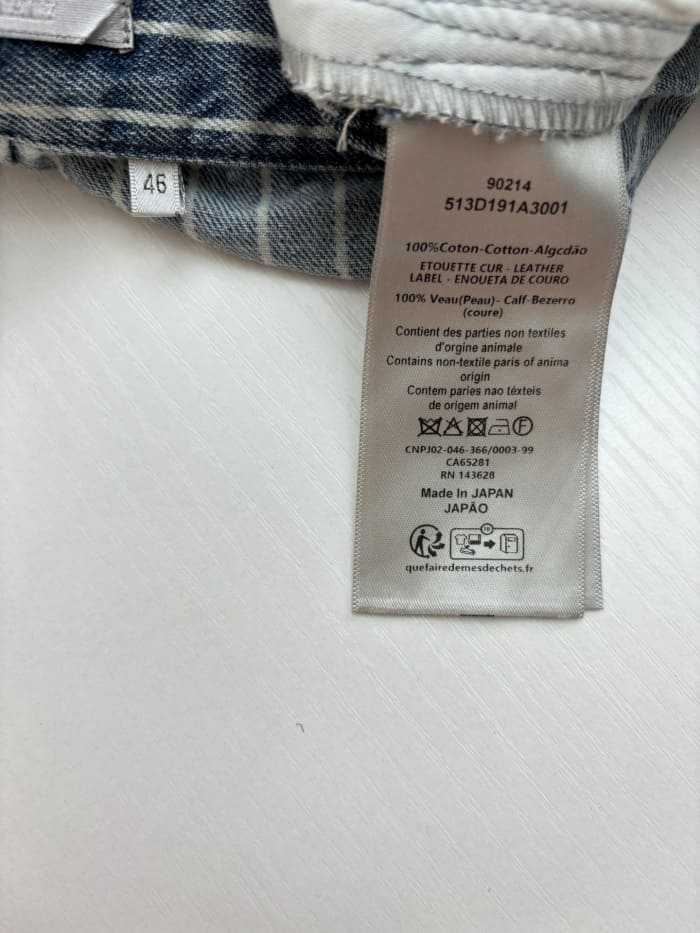 46
90214
513D191A3001
100%Coton-Cotton-Algcdão
ETOUETTE CUR - LEATHER
LABEL - ENOUETA DE COURO
100% Veau(Peau)- Calf-Bezerro
(coure)
Contient des parties non textiles
d'orgine animale
Contains non-textile paris of anima
origin
Contem paries nao téxteis
de origem animal
F
CNPJ02-046-366/0003-99
CA65281
RN 143628
Made In JAPAN
JAPÃO
quefairedemesdechets.fr